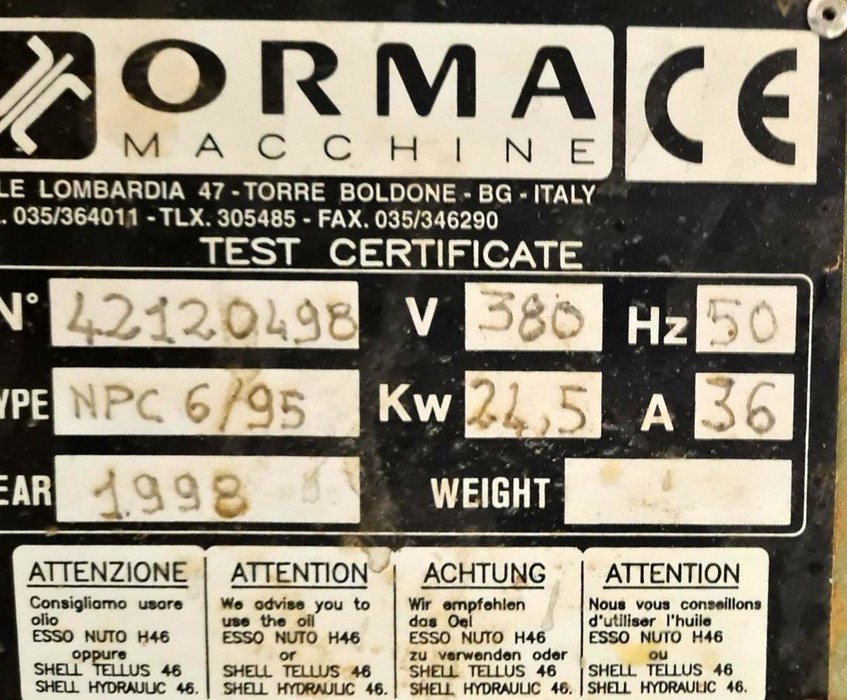 ORMA
MACCHINE
CE
LE LOMBARDIA 47 - TORRE BOLDONE - BG - ITALY
. 035/364011 - TLX. 305485 - FAX. 035/346290
TEST CERTIFICATE
N° 42120498 V 380 Hz 50
YPE NPC 6/95 Kw 21,5 A 36
EAR 1998 WEIGHT
ATTENZIONE
Consigliamo usare
olio
ESSO NUTO H46
oppure
SHELL TELLUS 46
SHELL HYDRAULIC 46.
ATTENTION
We advise you to
use the oil
ESSO NUTO H46
or
SHELL TELLUS 46
SHELL HYDRAULIC 46.
ACHTUNG
Wir empfehlen
das Oel
ESSO NUTO H46
zu verwenden oder
SHELL TELLUS 46
SHELL HYDRAULIC 46.
ATTENTION
Nous vous conseillons
d'utiliser l'huile
ESSO NUTO H46
ou
SHELL TELLUS 46
SHELL HYDRAULIC 46.